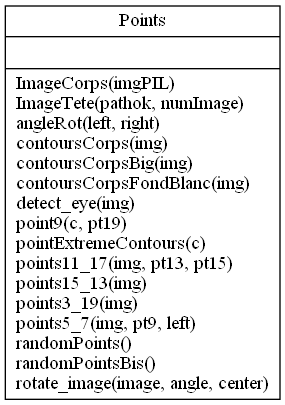 Points
ImageCorps(imgPIL)
ImageTete(pathok, numImage)
angleRot(left, right)
contoursCorps(img)
contoursCorpsBig(img)
contoursCorpsFondBlanc(img)
detect_eye(img)
point9(c, pt19)
pointExtremeContours(c)
points11_17(img, pt13, pt15)
points15_13(img)
points3_19(img)
points5_7(img, pt9, left)
randomPoints()
randomPointsBis()
rotate_image(image, angle, center)